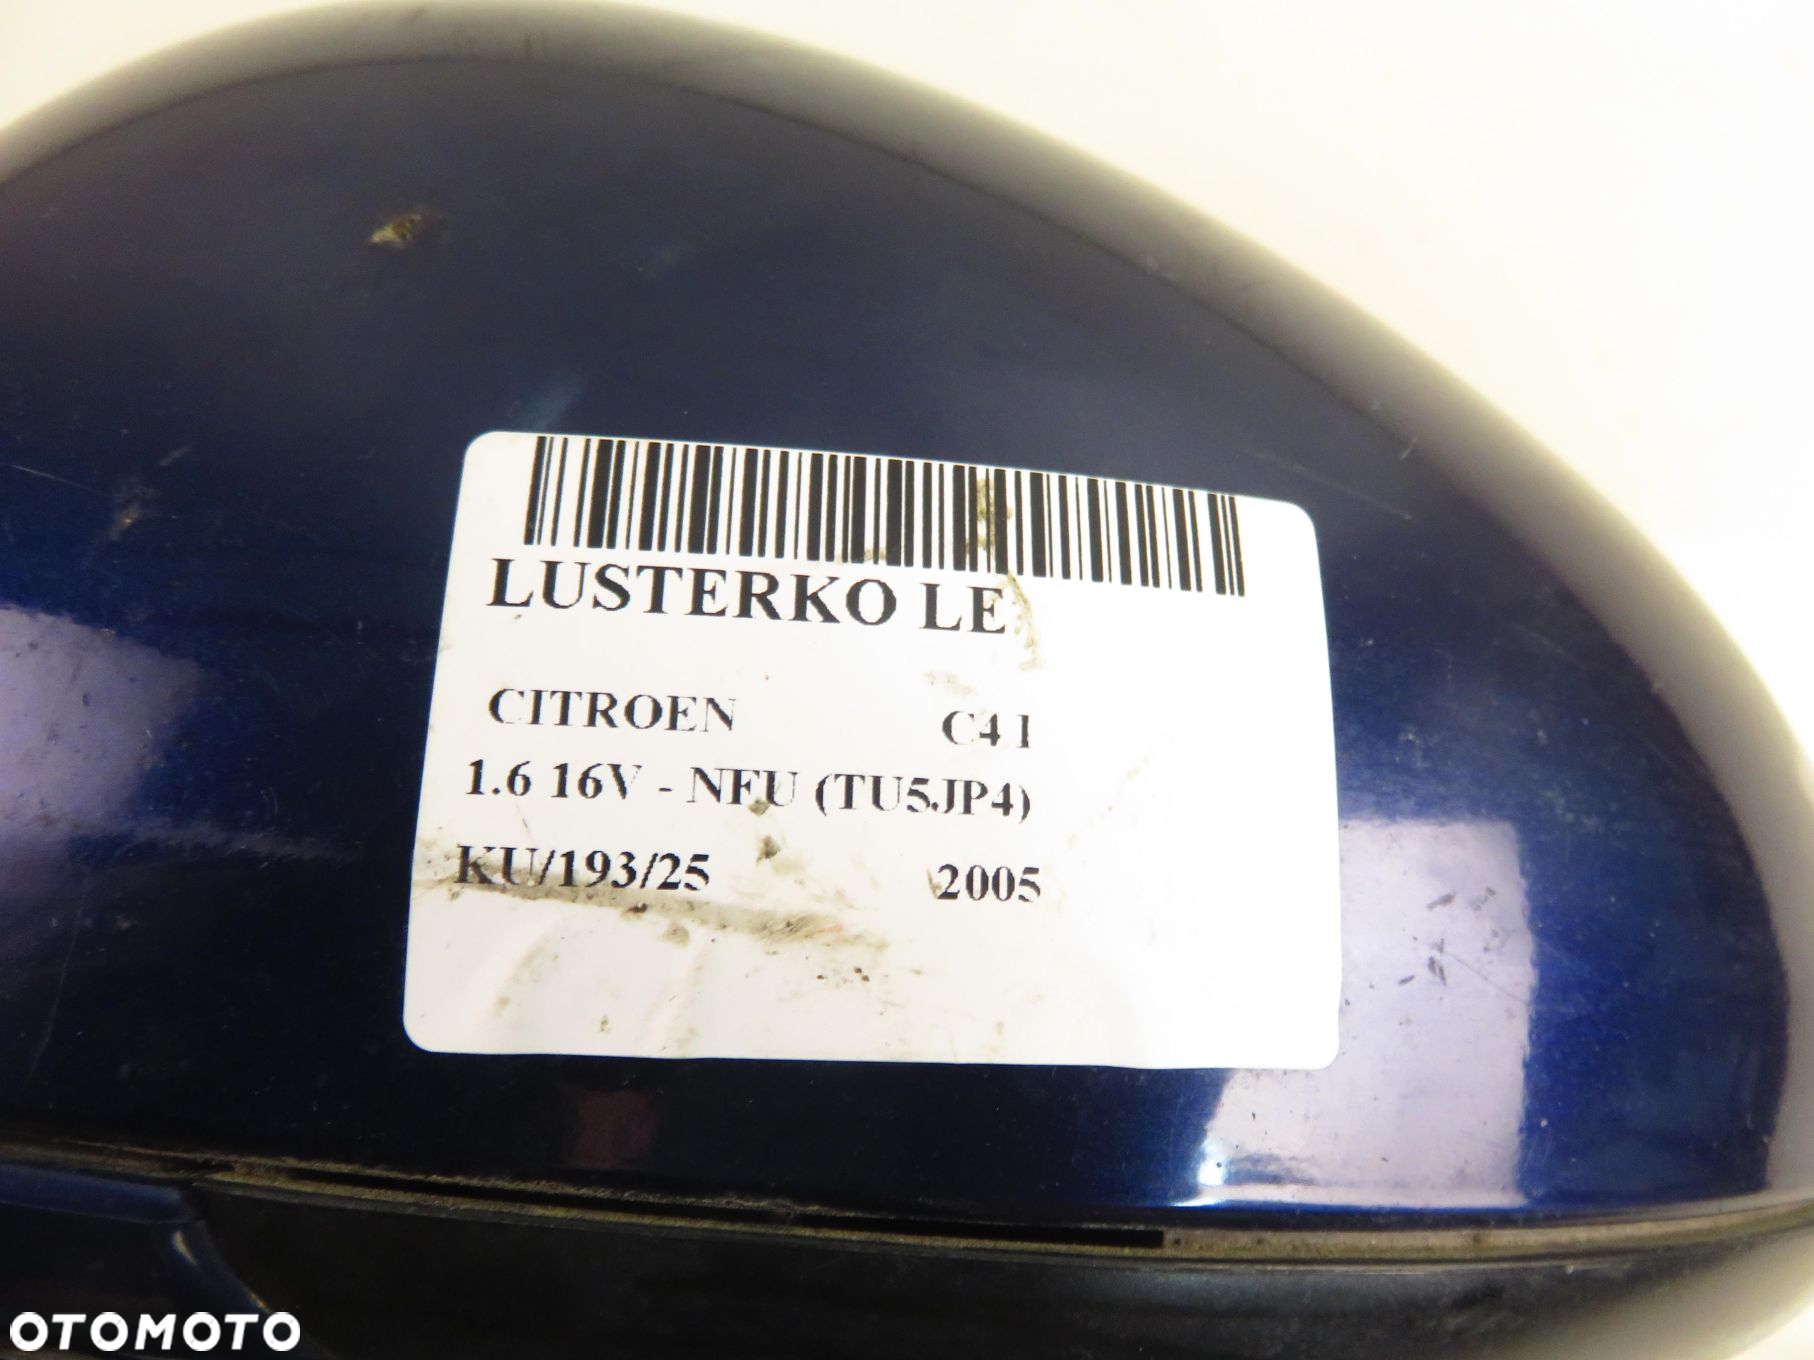 LUSTERKO LE
CITROEN C4 I
1.6 16V - NFU (TU5JP4)
KU/193/25 2005
OTOMOTO